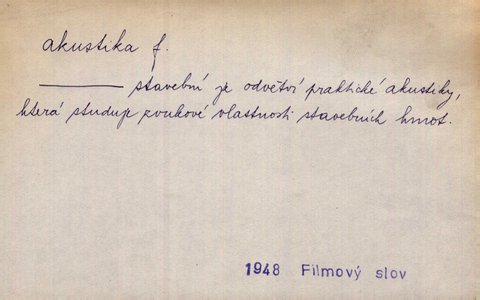 akustika f.
——— stavební je odvětví praktické akustiky,
která studuje zvukové vlastnosti stavebních hmot.
1948 Filmový slov